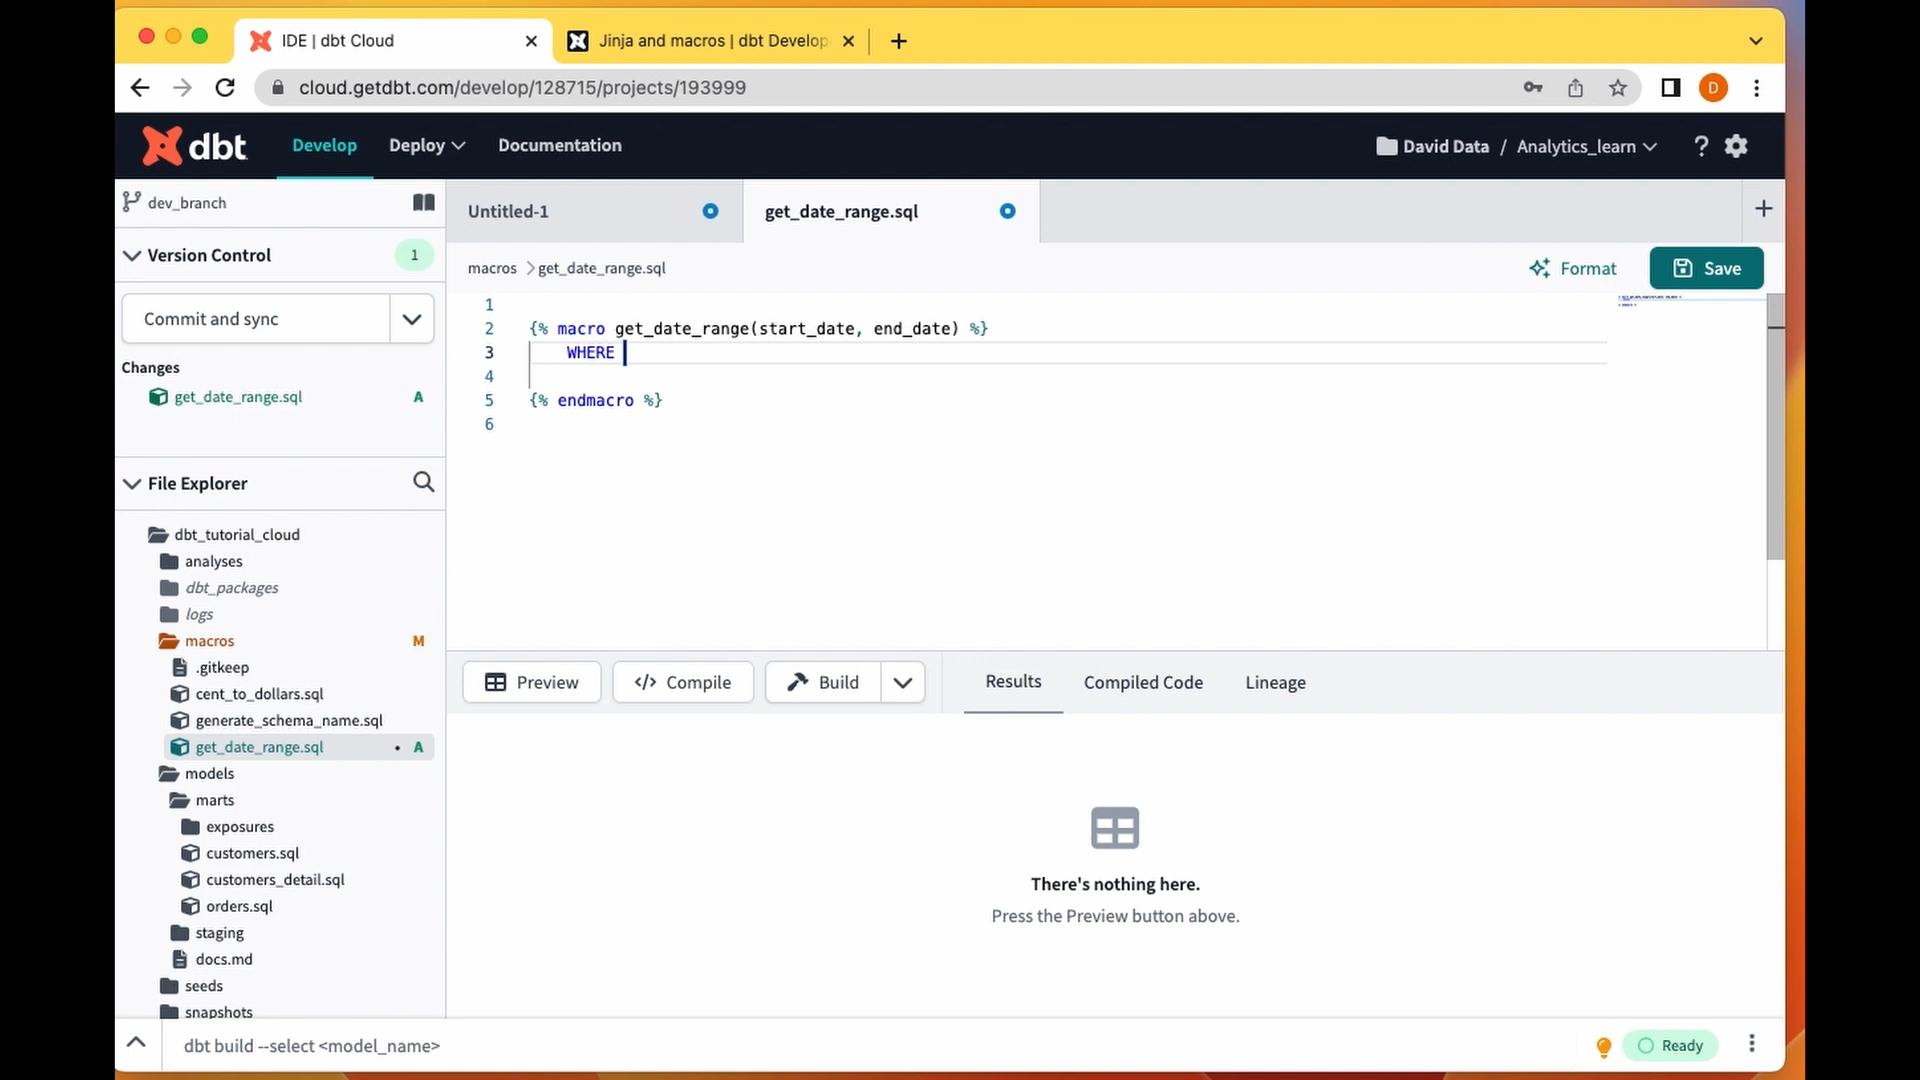 IDE | dbt Cloud
Jinja and macros | dbt Develop
cloud.getdbt.com/develop/128715/projects/193999
D
dbt
Develop
Deploy
Documentation
David Data / Analytics_learn
?
dev_branch
Version Control
1
Commit and sync
Changes
get_date_range.sql A
File Explorer
dbt_tutorial_cloud
analyses
dbt_packages
logs
macros M
.gitkeep
cent_to_dollars.sql
generate_schema_name.sql
get_date_range.sql • A
models
marts
exposures
customers.sql
customers_detail.sql
orders.sql
staging
docs.md
seeds
snapshots
Untitled-1
get_date_range.sql
+
macros > get_date_range.sql
Format
Save
1
2 {% macro get_date_range(start_date, end_date) %}
3 WHERE
4
5 {% endmacro %}
6
Preview
</> Compile
Build
Results
Compiled Code
Lineage
There's nothing here.
Press the Preview button above.
dbt build --select <model_name>
Ready